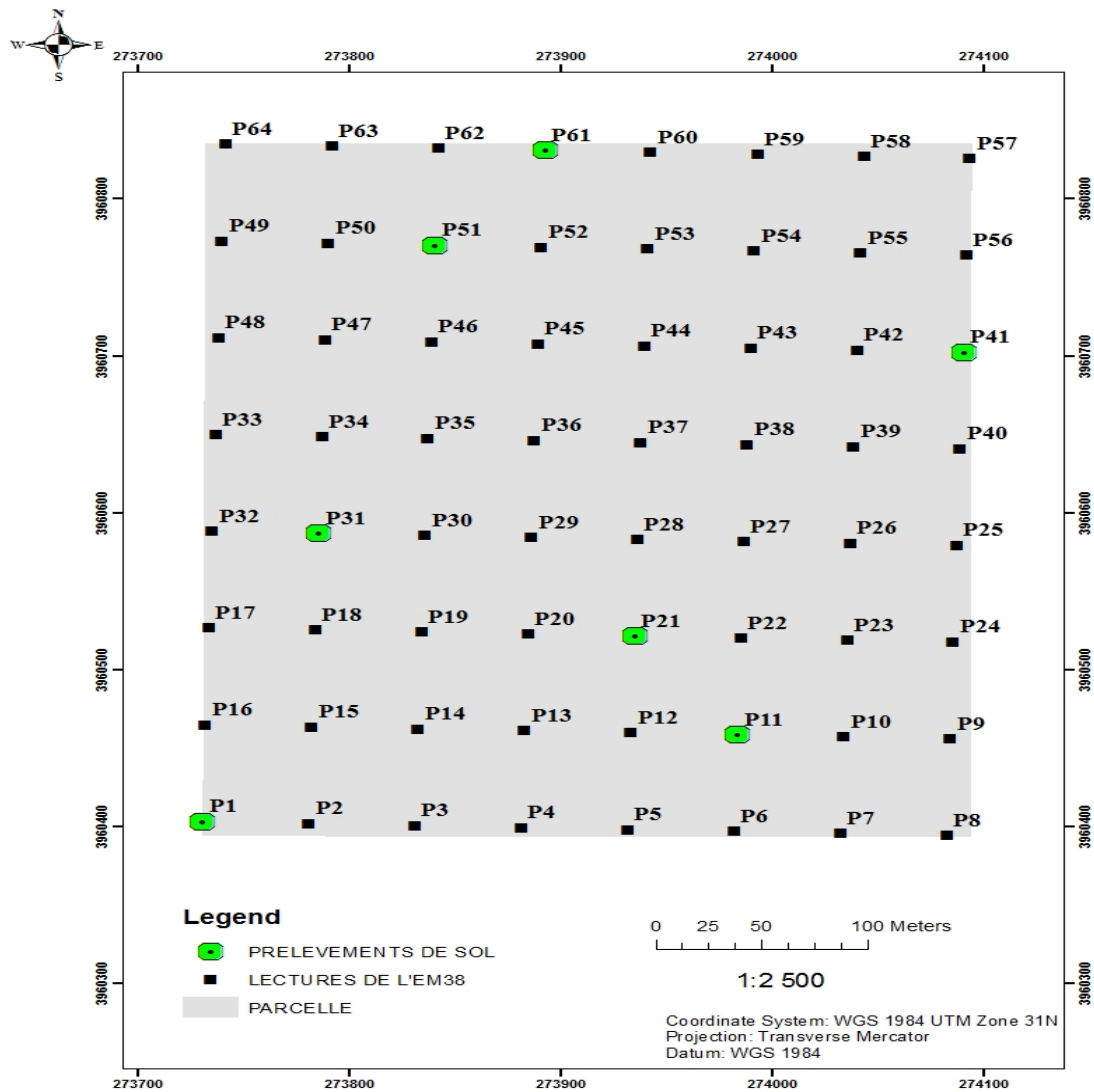 N
W E
S
273700 273800 273900 274000 274100
P64 P63 P62 P61 P60 P59 P58 P57
3960800 3960800
P49 P50 P51 P52 P53 P54 P55 P56
P48 P47 P46 P45 P44 P43 P42 P41
3960700 3960700
P33 P34 P35 P36 P37 P38 P39 P40
3960600 3960600
P32 P31 P30 P29 P28 P27 P26 P25
P17 P18 P19 P20 P21 P22 P23 P24
3960500 3960500
P16 P15 P14 P13 P12 P11 P10 P9
3960400 3960400
P1 P2 P3 P4 P5 P6 P7 P8
Legend
PRELEVEMENTS DE SOL
LECTURES DE L'EM38
PARCELLE
3960300 3960300
0 25 50 100 Meters
1:2 500
Coordinate System: WGS 1984 UTM Zone 31N
Projection: Transverse Mercator
Datum: WGS 1984
273700 273800 273900 274000 274100